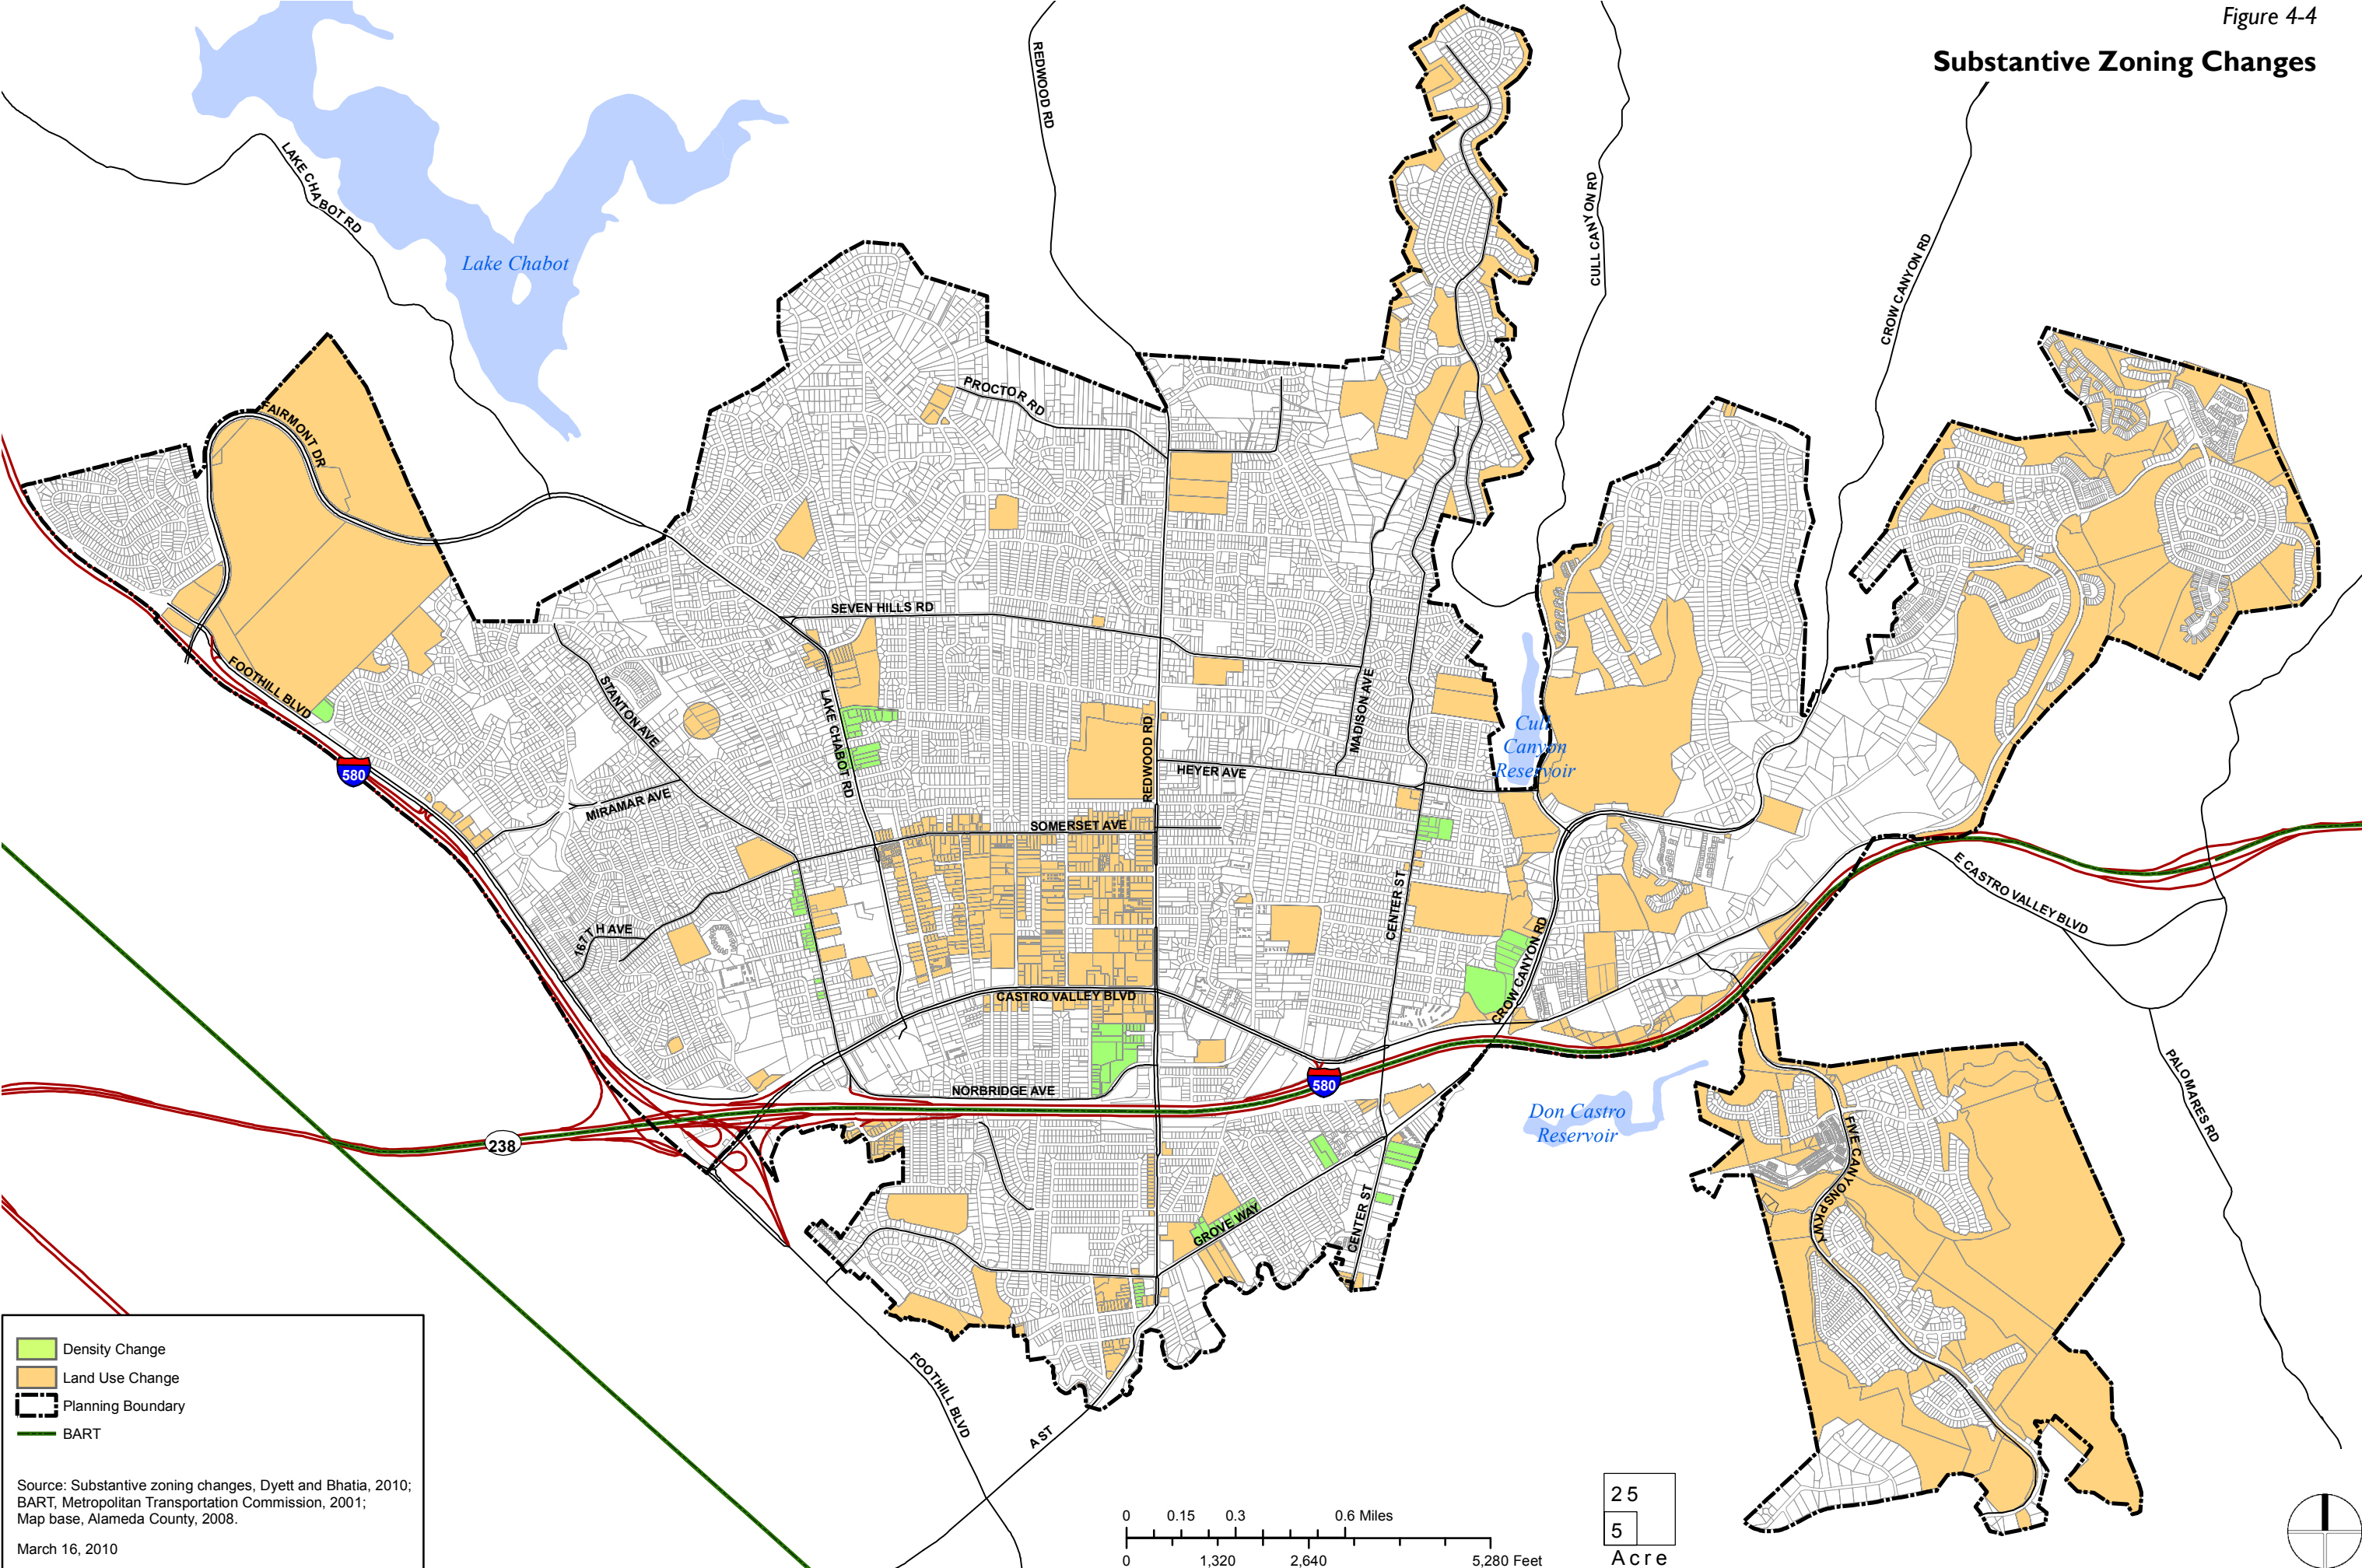 Figure 4-4
Substantive Zoning Changes
REDWOOD RD
LAKE CHABOT RD
CULL CANYON RD
CROW CANYON RD
Lake Chabot
PROCTOR RD
FAIRMONT DR
SEVEN HILLS RD
FOOTHILL BLVD
STANTON AVE
LAKE CHABOT RD
REDWOOD RD
MADISON AVE
Cull
Canyon
Reservoir
580
HEYER AVE
MIRAMAR AVE
SOMERSET AVE
CENTER ST
E CASTRO VALLEY BLVD
167TH AVE
CROW CANYON RD
CASTRO VALLEY BLVD
NORBRIDGE AVE
580
Don Castro
Reservoir
238
PALOMARES RD
FIVE CANYONS PKWY
GROVE WAY
CENTER ST
FOOTHILL BLVD
A ST
Density Change
Land Use Change
Planning Boundary
BART
Source: Substantive zoning changes, Dyett and Bhatia, 2010;
BART, Metropolitan Transportation Commission, 2001;
Map base, Alameda County, 2008.
March 16, 2010
0 0.15 0.3 0.6 Miles
0 1,320 2,640 5,280 Feet
25
5
Acre